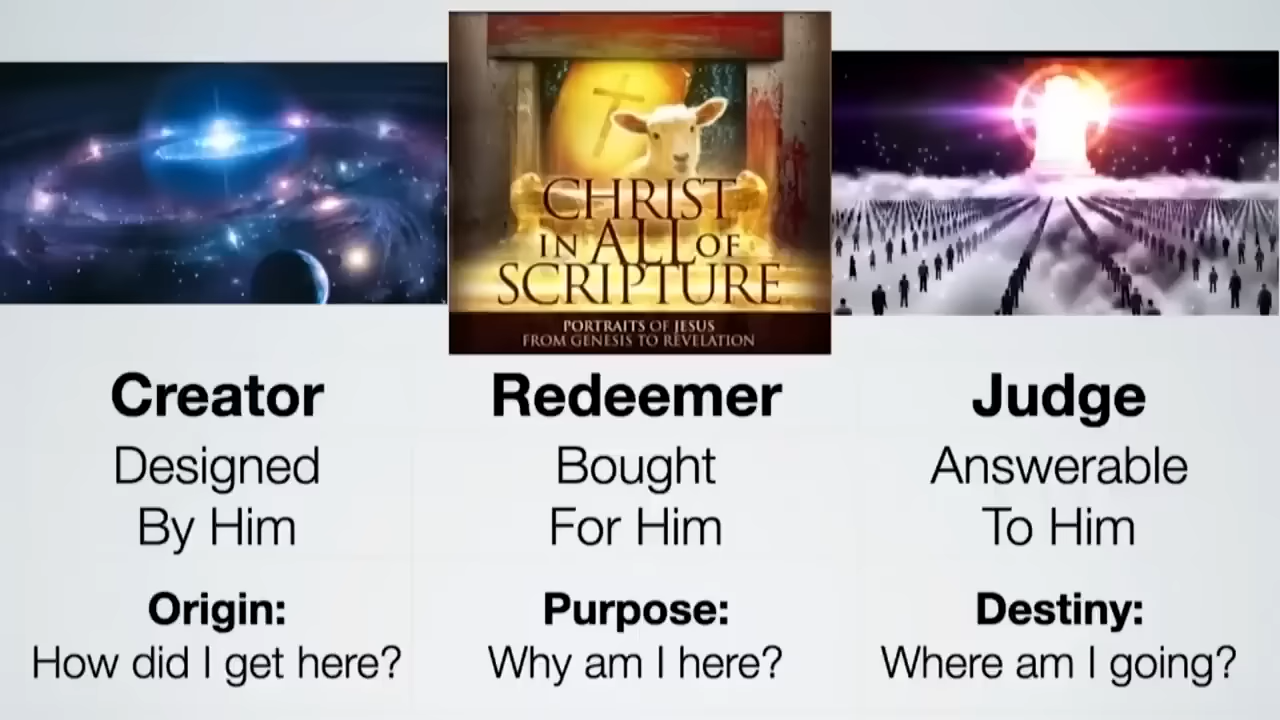 CHRIST
IN ALL OF
SCRIPTURE
PORTRAITS OF JESUS
FROM GENESIS TO REVELATION
Creator
Designed
By Him
Origin:
How did I get here?
Redeemer
Bought
For Him
Purpose:
Why am I here?
Judge
Answerable
To Him
Destiny:
Where am I going?